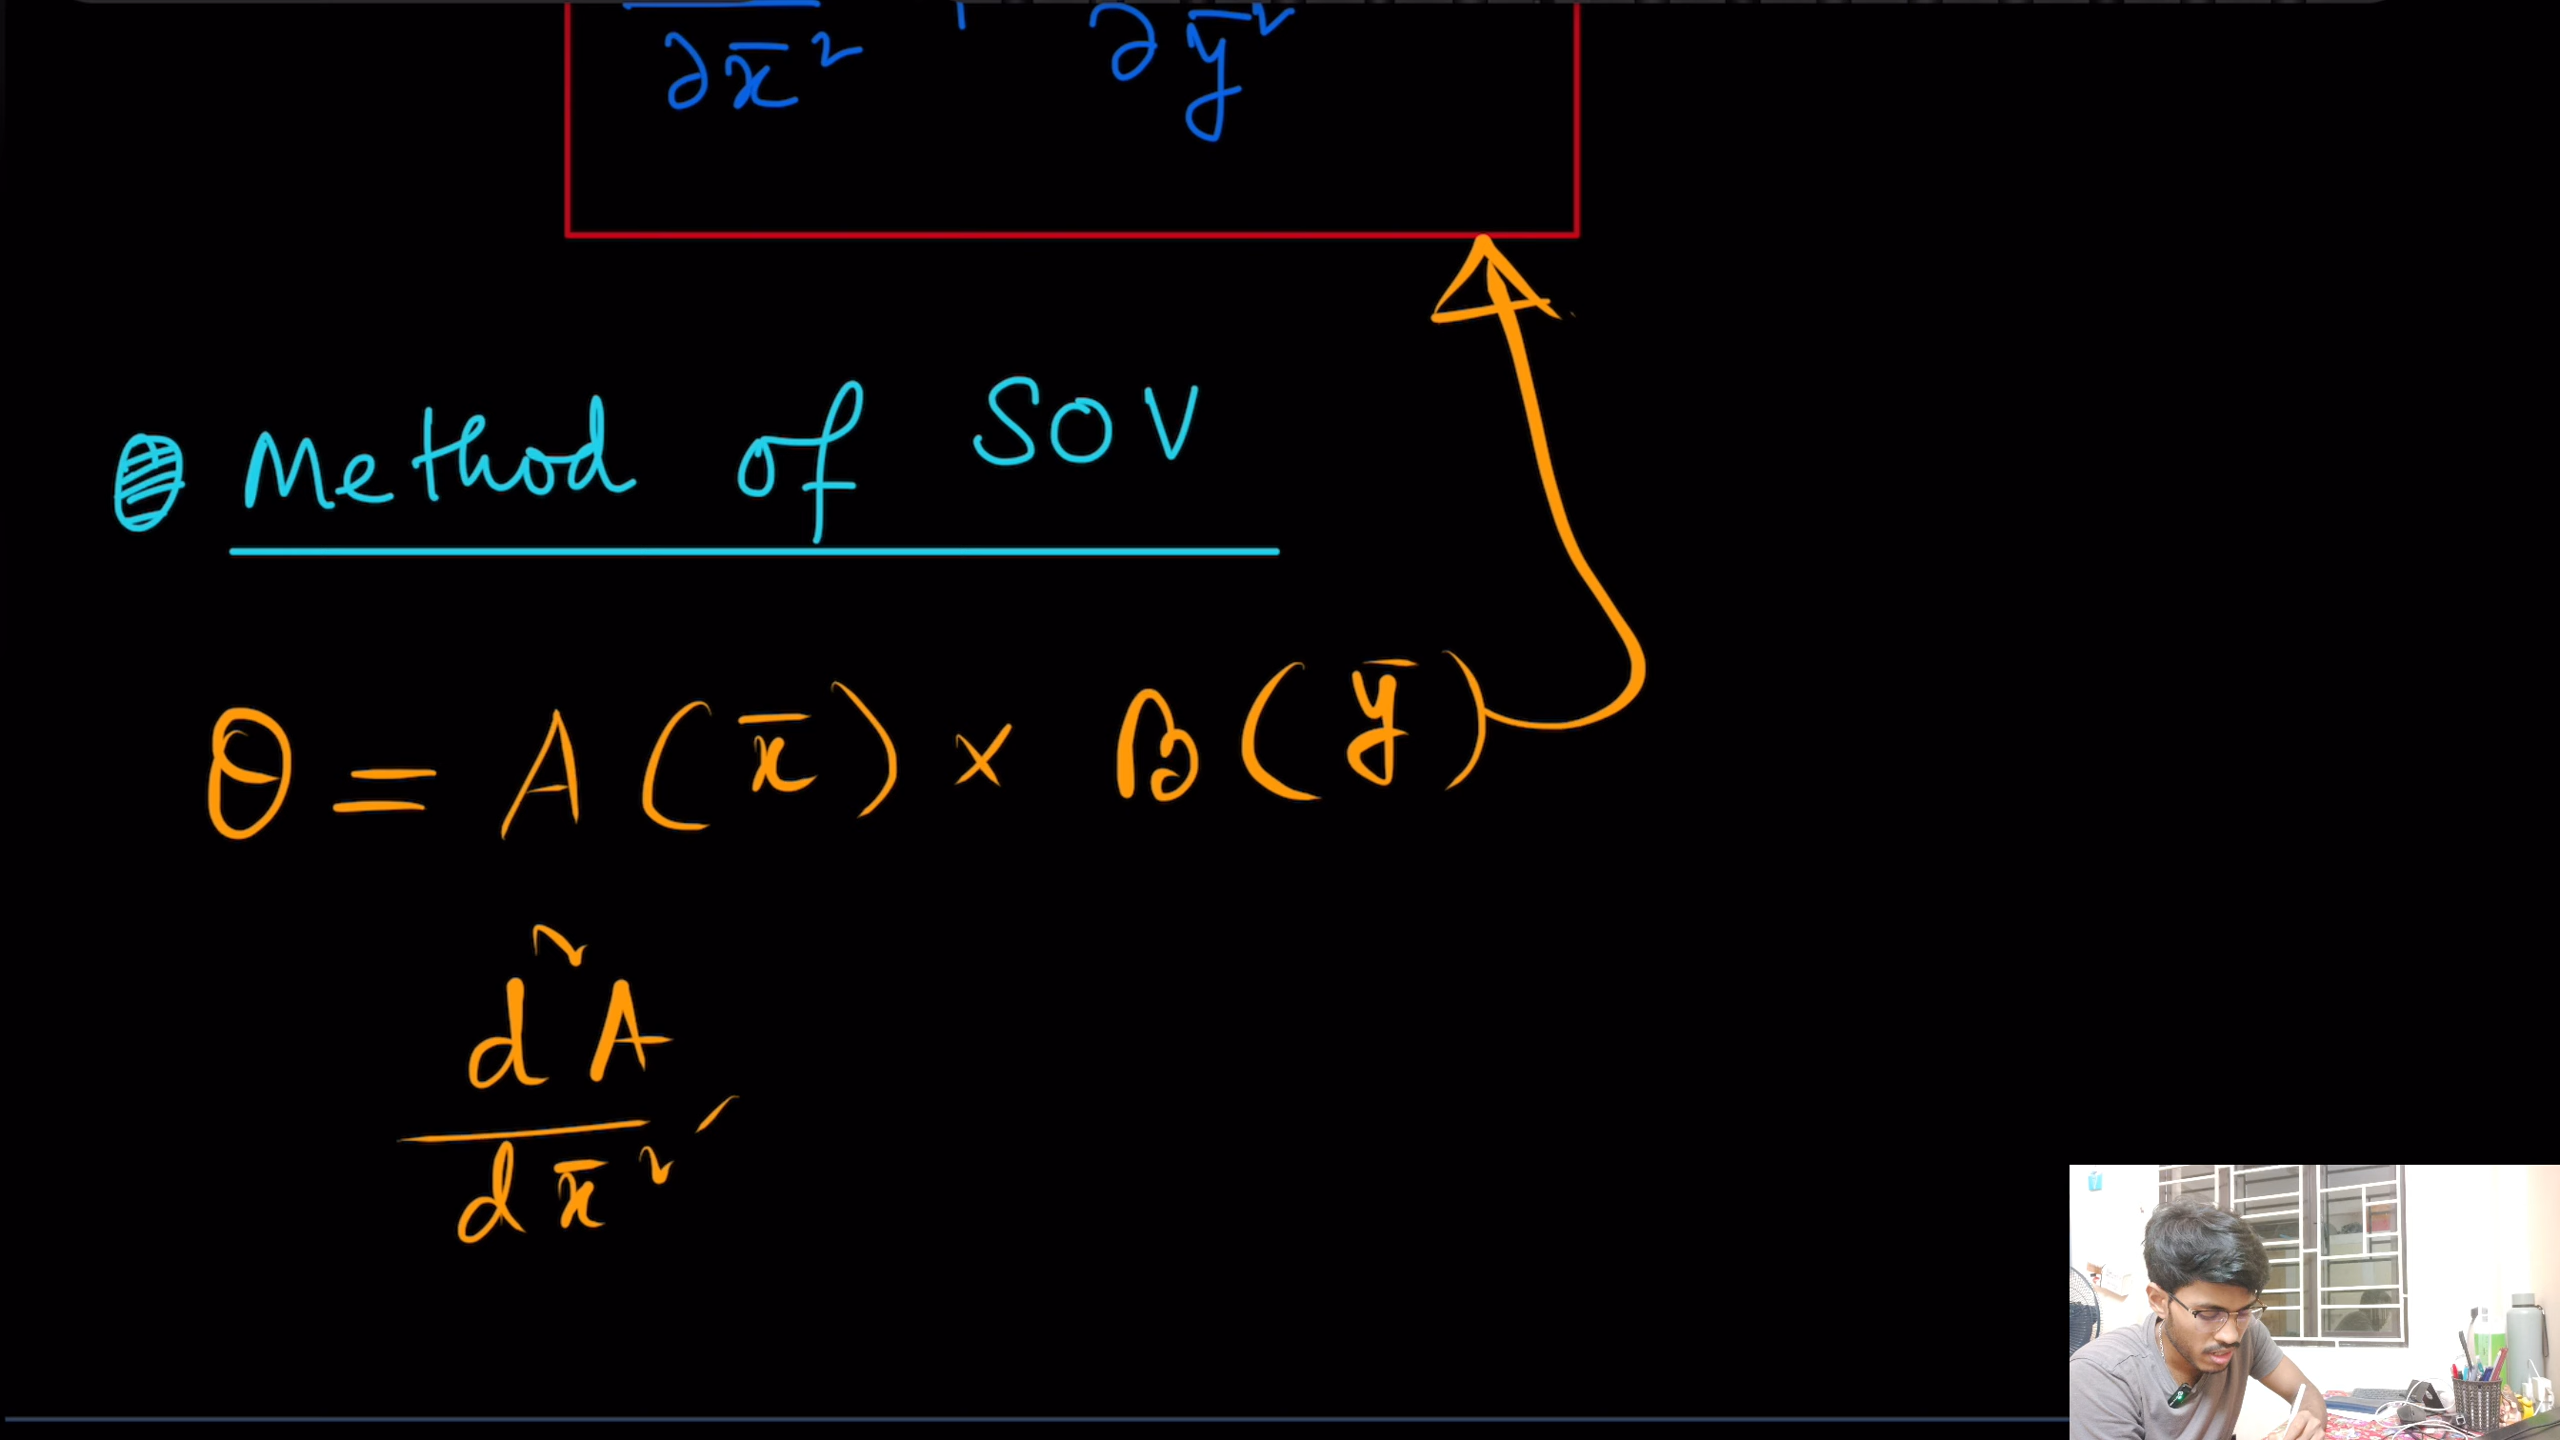 ∂x̄² + ∂ȳ²
Method of SOV
θ = A(x̄) × B(ȳ)
d²A
dx̄²